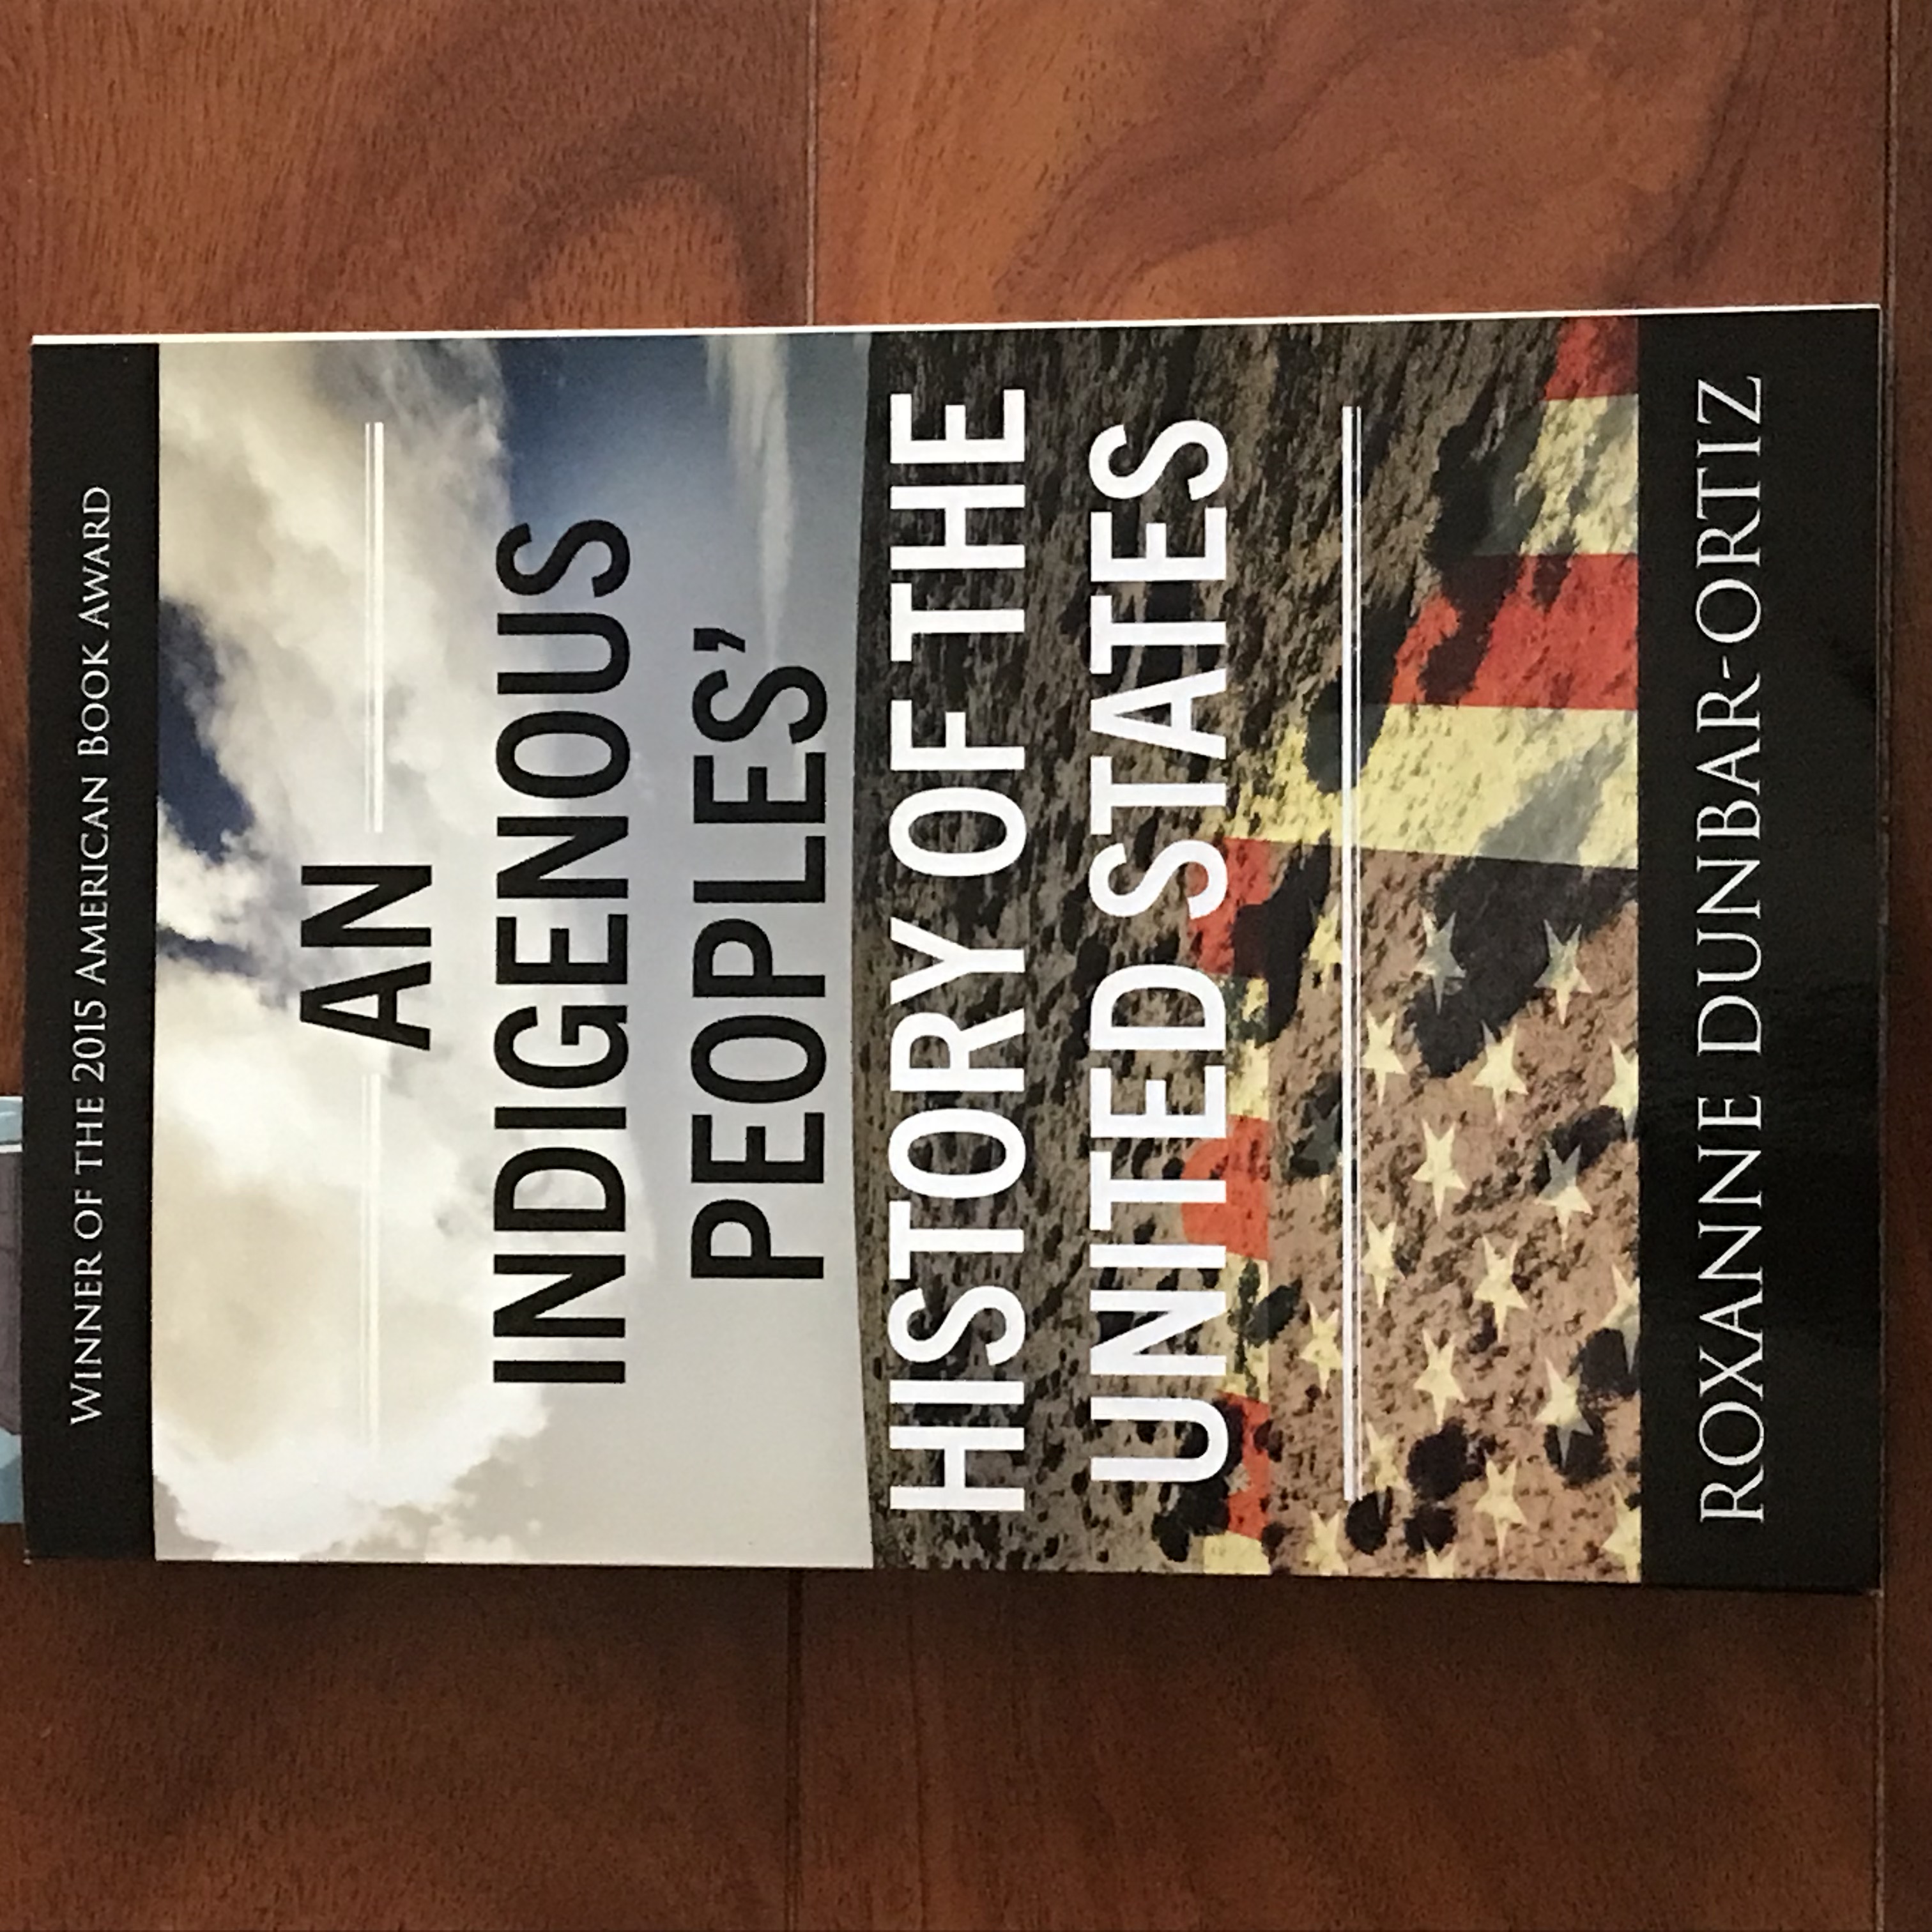 WINNER OF THE 2015 AMERICAN BOOK AWARD
AN
INDIGENOUS
PEOPLES’
HISTORY OF THE
UNITED STATES
ROXANNE DUNBAR-ORTIZ